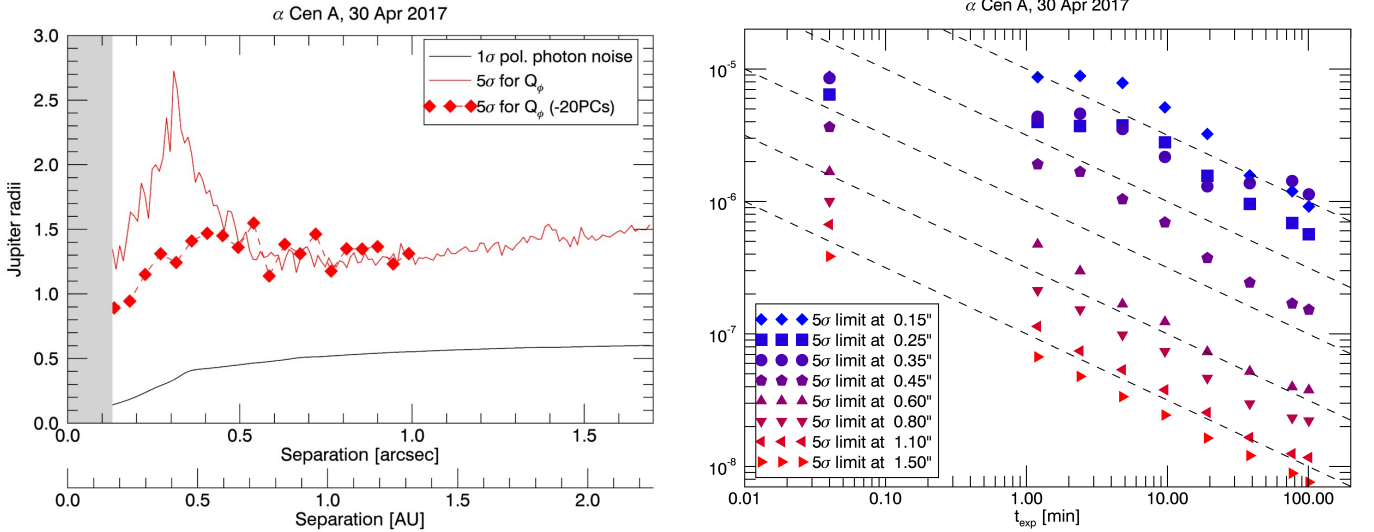 α Cen A, 30 Apr 2017
3.0
2.5
2.0
1.5
1.0
0.5
0.0
Jupiter radii
1σ pol. photon noise
5σ for Qϕ
5σ for Qϕ (-20PCs)
0.0 0.5 1.0 1.5
Separation [arcsec]
0.0 0.5 1.0 1.5 2.0
Separation [AU]
α Cen A, 30 Apr 2017
10⁻⁵
10⁻⁶
10⁻⁷
10⁻⁸
5σ limit at 0.15"
5σ limit at 0.25"
5σ limit at 0.35"
5σ limit at 0.45"
5σ limit at 0.60"
5σ limit at 0.80"
5σ limit at 1.10"
5σ limit at 1.50"
0.01 0.10 1.00 10.00 100.00
t_exp [min]